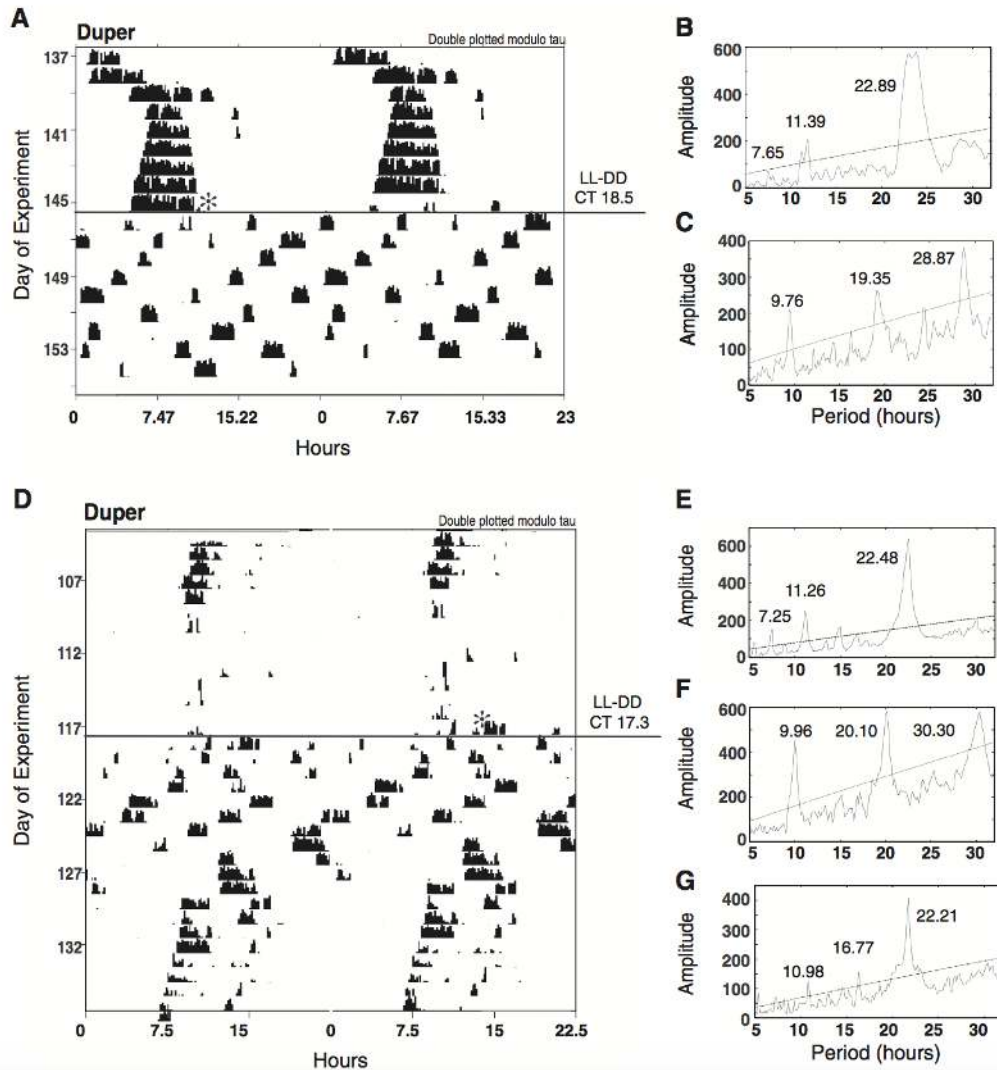 A
Duper
Double plotted modulo tau
137
141
145
149
153
Day of Experiment
*
LL-DD
CT 18.5
0 7.47 15.22 0 7.67 15.33 23
Hours
B
600
400
200
0
Amplitude
7.65
11.39
22.89
5 10 15 20 25 30
C
400
300
200
100
0
Amplitude
9.76
19.35
28.87
5 10 15 20 25 30
Period (hours)
D
Duper
Double plotted modulo tau
107
112
117
122
127
132
Day of Experiment
*
LL-DD
CT 17.3
0 7.5 15 0 7.5 15 22.5
Hours
E
600
400
200
0
Amplitude
7.25
11.26
22.48
5 10 15 20 25 30
F
600
400
600
200
0
Amplitude
9.96
20.10
30.30
5 10 15 20 25 30
G
400
300
200
100
0
Amplitude
10.98
16.77
22.21
5 10 15 20 25 30
Period (hours)